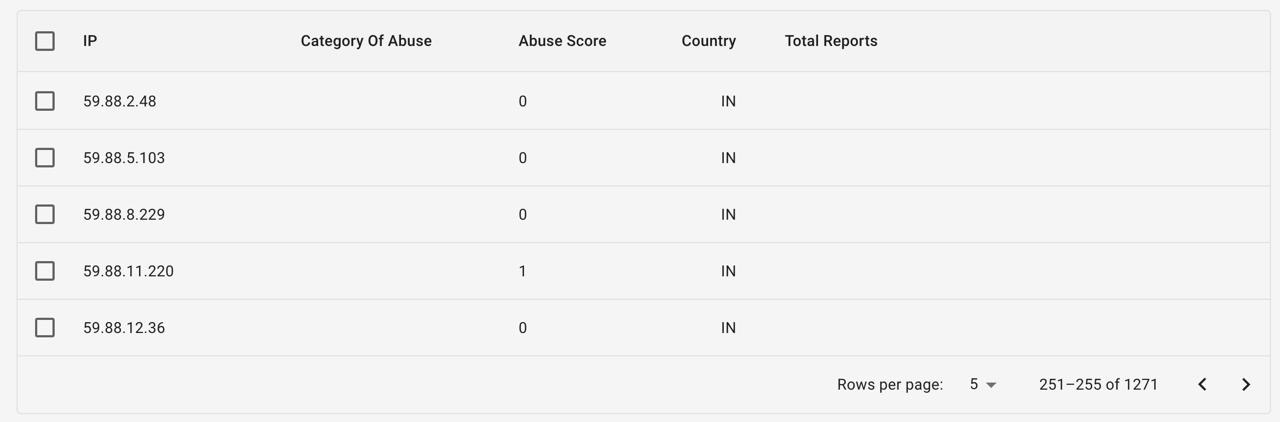 IP Category Of Abuse Abuse Score Country Total Reports
59.88.2.48 0 IN
59.88.5.103 0 IN
59.88.8.229 0 IN
59.88.11.220 1 IN
59.88.12.36 0 IN
Rows per page: 5 251–255 of 1271